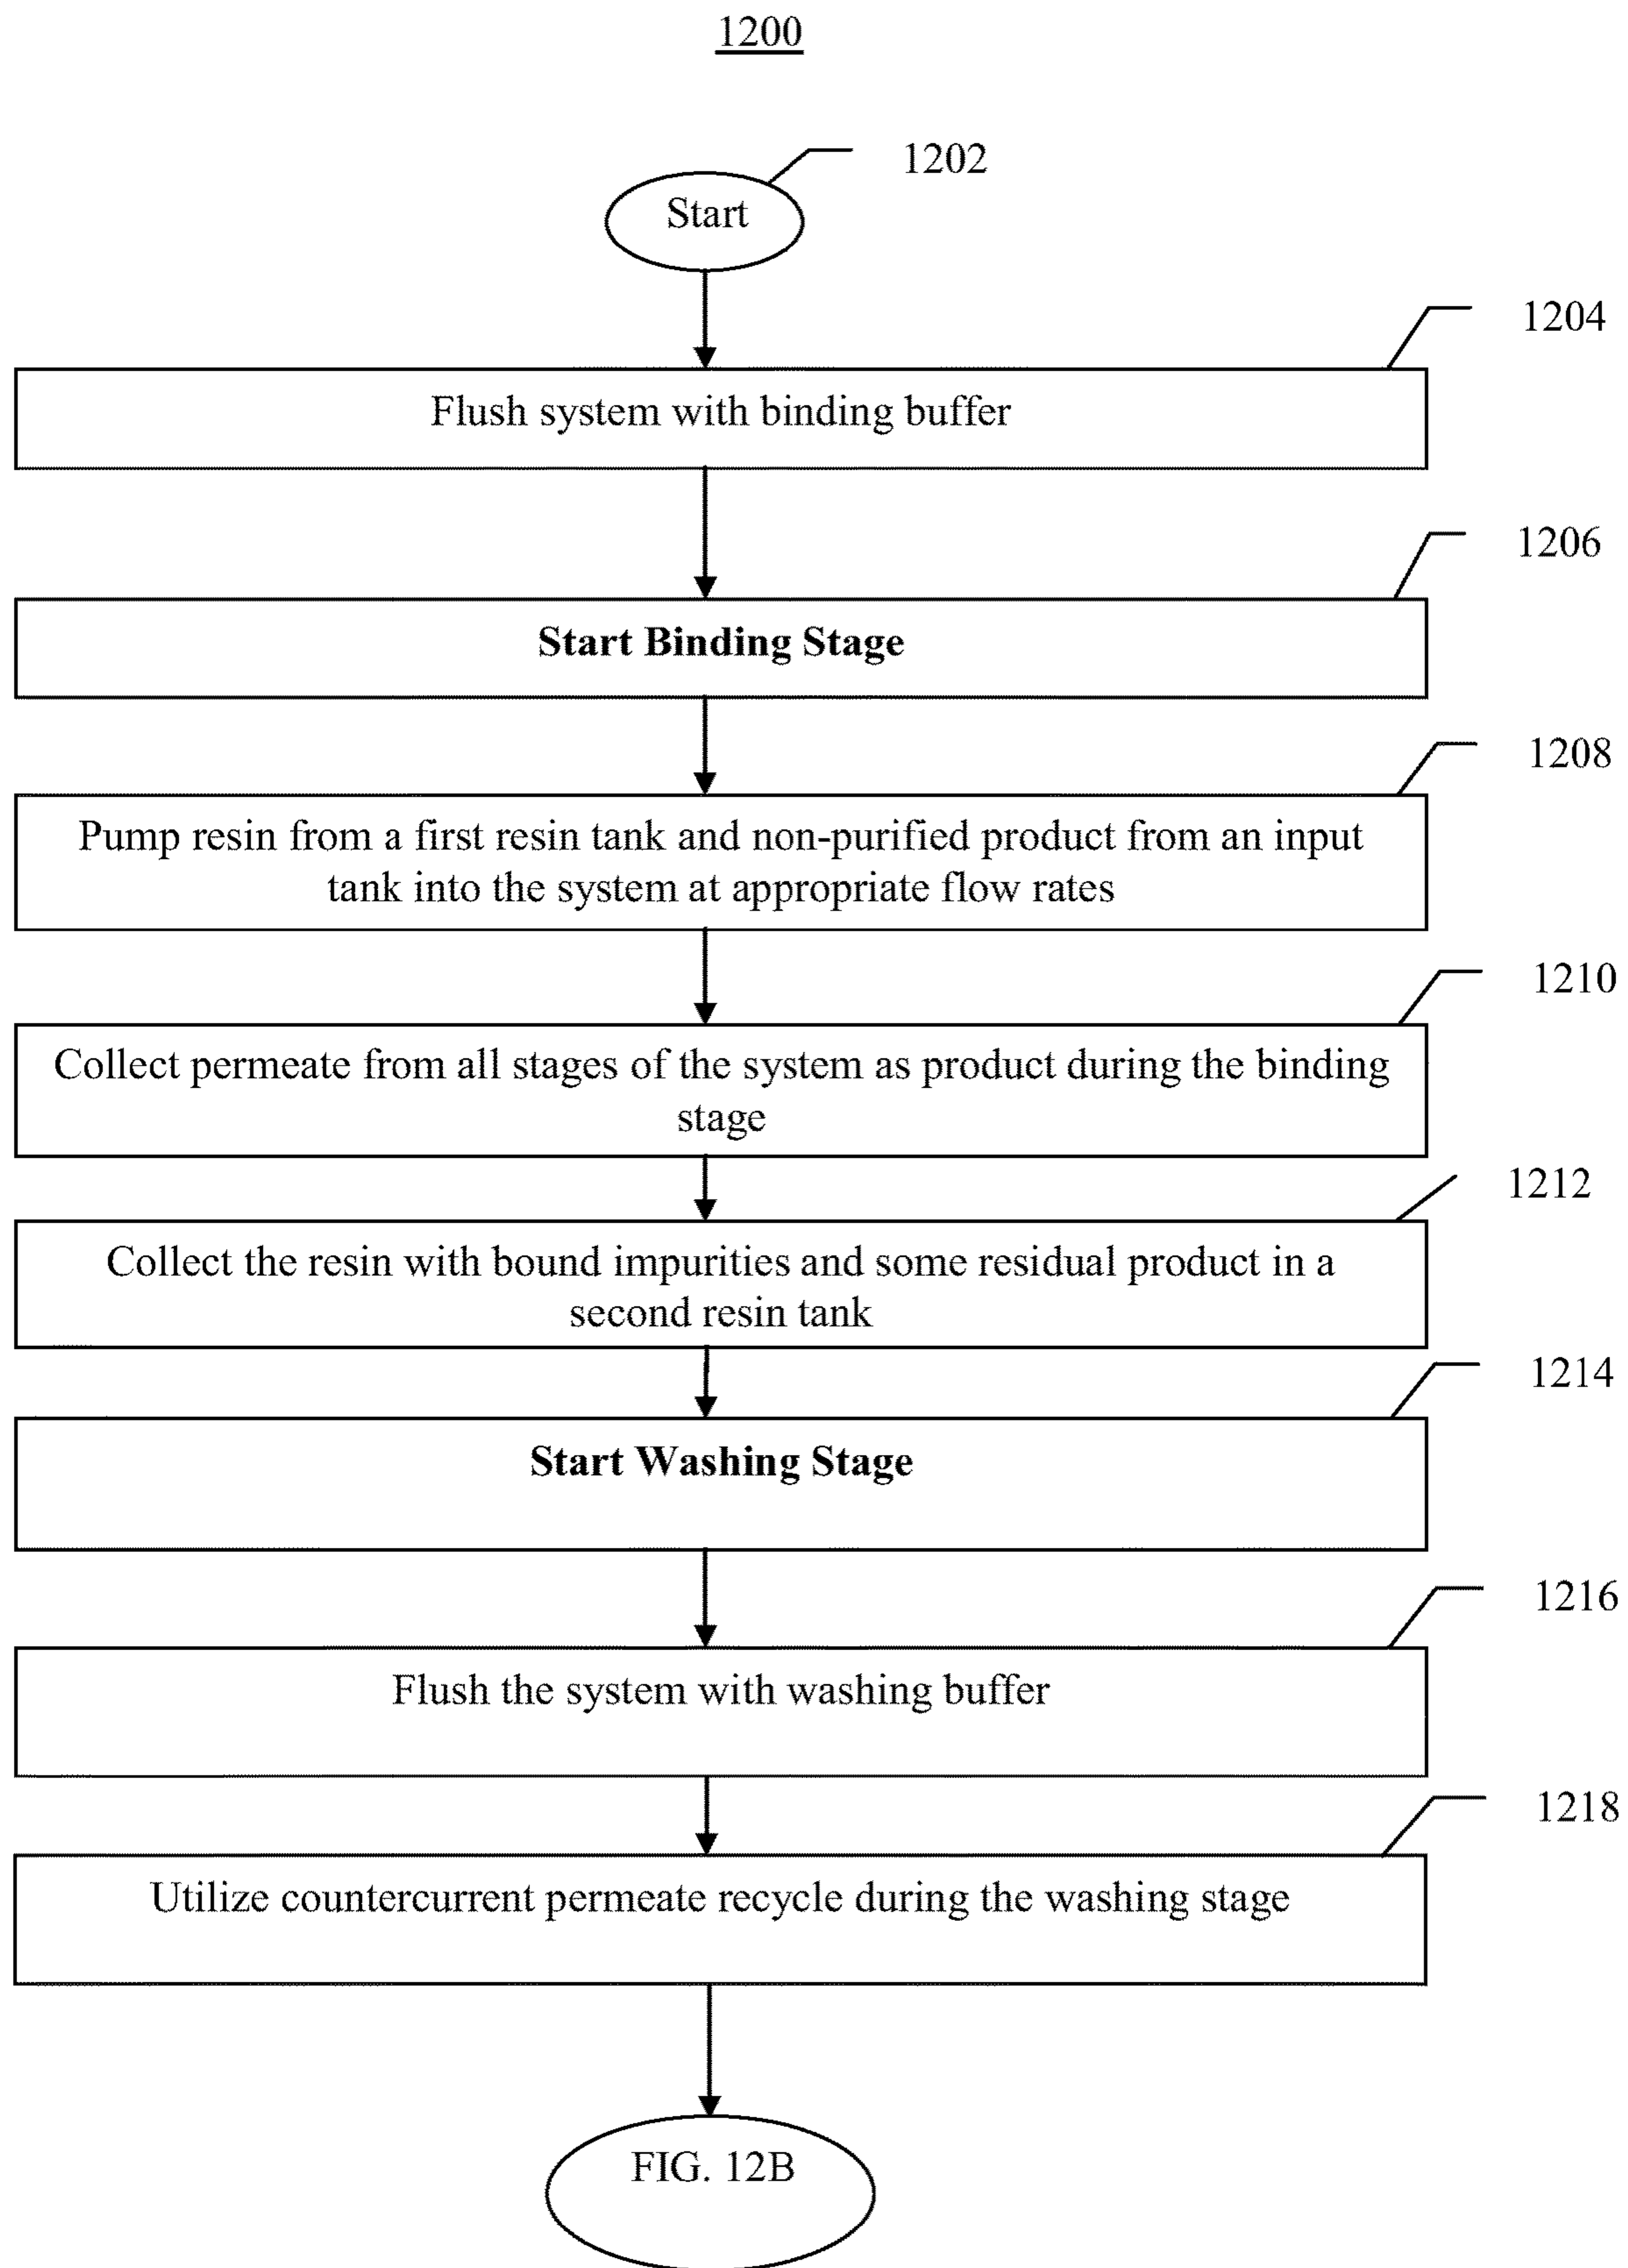 1200
1202
Start
1204
Flush system with binding buffer
1206
Start Binding Stage
1208
Pump resin from a first resin tank and non-purified product from an input
tank into the system at appropriate flow rates
1210
Collect permeate from all stages of the system as product during the binding
stage
1212
Collect the resin with bound impurities and some residual product in a
second resin tank
1214
Start Washing Stage
1216
Flush the system with washing buffer
1218
Utilize countercurrent permeate recycle during the washing stage
FIG. 12B